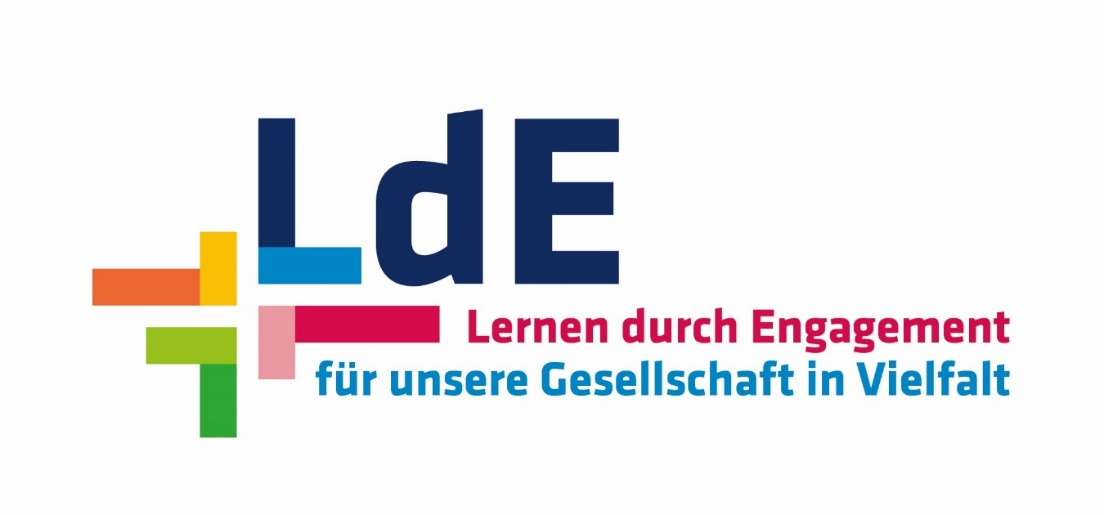 LdE
Lernen durch Engagement
für unsere Gesellschaft in Vielfalt